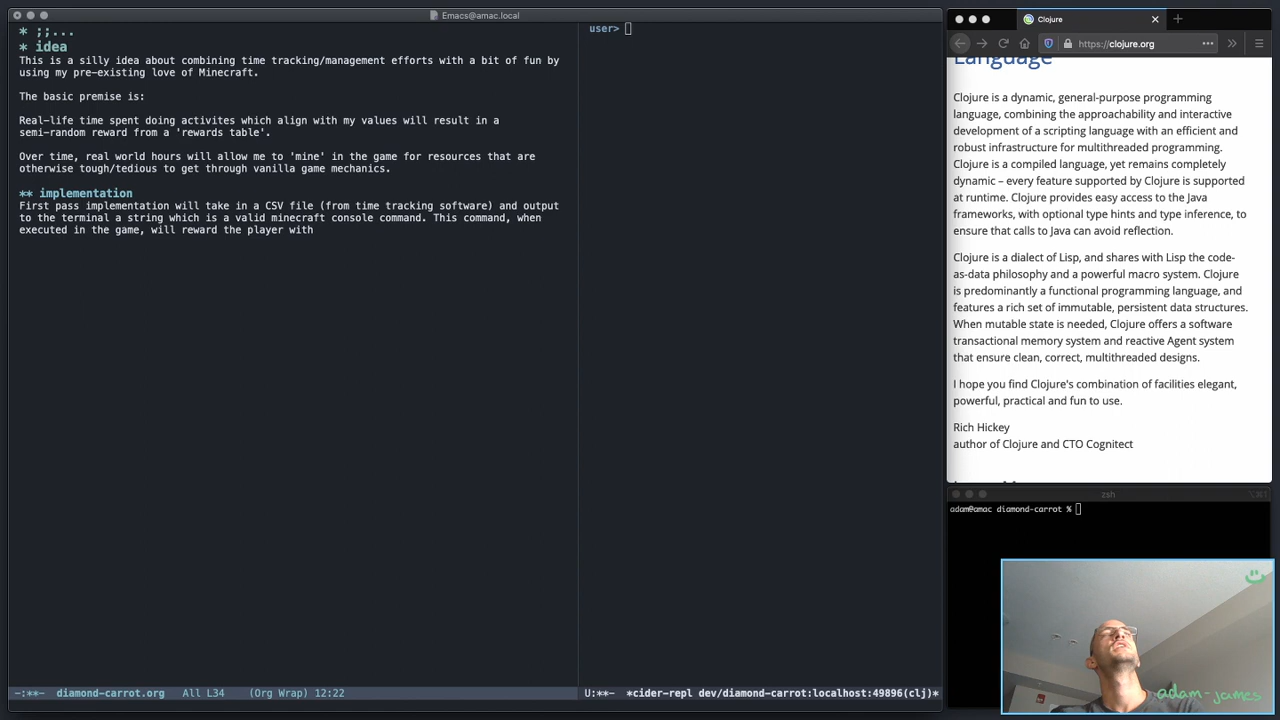 Emacs@amac.local
* ;;...
* idea
This is a silly idea about combining time tracking/management efforts with a bit of fun by
using my pre-existing love of Minecraft.
The basic premise is:
Real-life time spent doing activites which align with my values will result in a
semi-random reward from a 'rewards table'.
Over time, real world hours will allow me to 'mine' in the game for resources that are
otherwise tough/tedious to get through vanilla game mechanics.
** implementation
First pass implementation will take in a CSV file (from time tracking software) and output
to the terminal a string which is a valid minecraft console command. This command, when
executed in the game, will reward the player with
-:**-  diamond-carrot.org   All L34    (Org Wrap) 12:22
user>
U:**-  *cider-repl dev/diamond-carrot:localhost:49896(clj)*
Clojure
https://clojure.org
Language
Clojure is a dynamic, general-purpose programming
language, combining the approachability and interactive
development of a scripting language with an efficient and
robust infrastructure for multithreaded programming.
Clojure is a compiled language, yet remains completely
dynamic – every feature supported by Clojure is supported
at runtime. Clojure provides easy access to the Java
frameworks, with optional type hints and type inference, to
ensure that calls to Java can avoid reflection.
Clojure is a dialect of Lisp, and shares with Lisp the code-
as-data philosophy and a powerful macro system. Clojure
is predominantly a functional programming language, and
features a rich set of immutable, persistent data structures.
When mutable state is needed, Clojure offers a software
transactional memory system and reactive Agent system
that ensure clean, correct, multithreaded designs.
I hope you find Clojure's combination of facilities elegant,
powerful, practical and fun to use.
Rich Hickey
author of Clojure and CTO Cognitect
zsh
adam@amac diamond-carrot %
adam-james